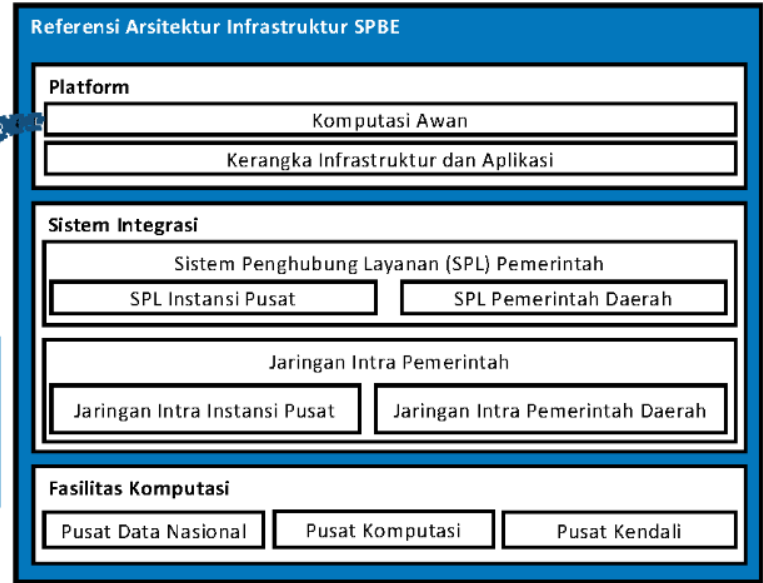 Referensi Arsitektur Infrastruktur SPBE
Platform
Komputasi Awan
Kerangka Infrastruktur dan Aplikasi
Sistem Integrasi
Sistem Penghubung Layanan (SPL) Pemerintah
SPL Instansi Pusat
SPL Pemerintah Daerah
Jaringan Intra Pemerintah
Jaringan Intra Instansi Pusat
Jaringan Intra Pemerintah Daerah
Fasilitas Komputasi
Pusat Data Nasional
Pusat Komputasi
Pusat Kendali